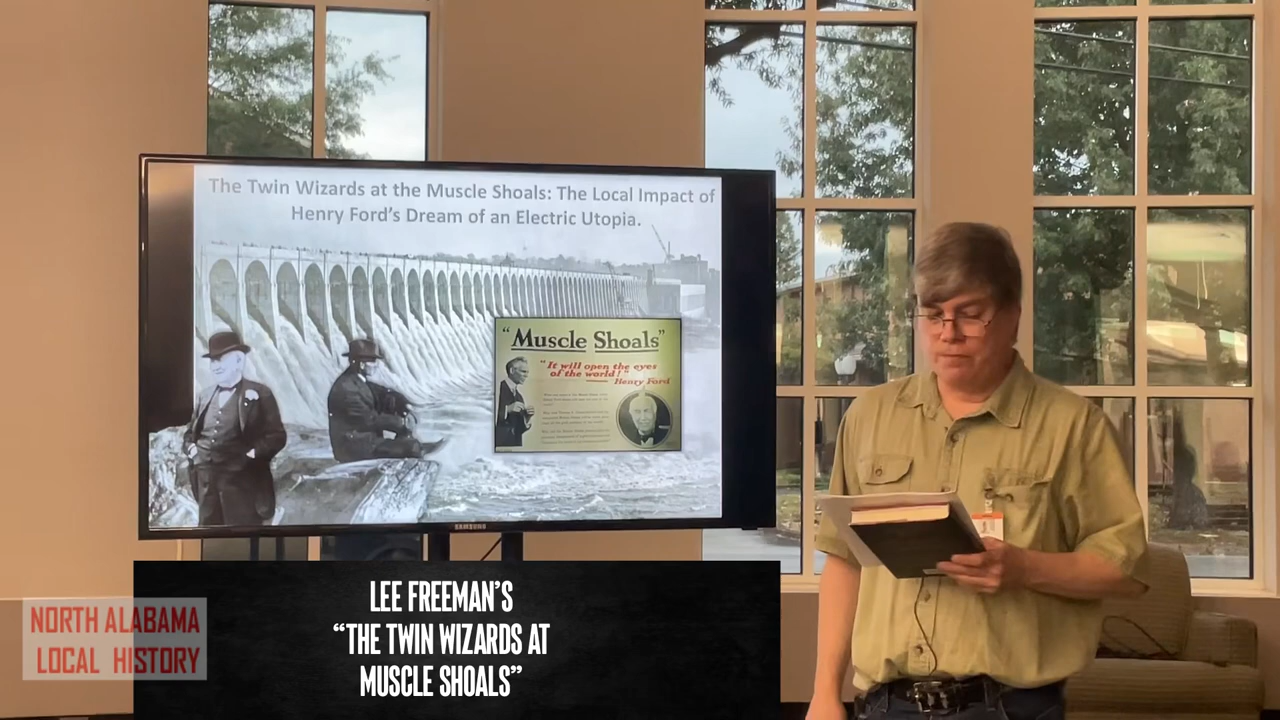 The Twin Wizards at the Muscle Shoals: The Local Impact of
Henry Ford's Dream of an Electric Utopia.
"Muscle Shoals"
"It will open the eyes
of the world!"
Henry Ford
SAMSUNG
LEE FREEMAN'S
"THE TWIN WIZARDS AT
MUSCLE SHOALS"
NORTH ALABAMA
LOCAL HISTORY